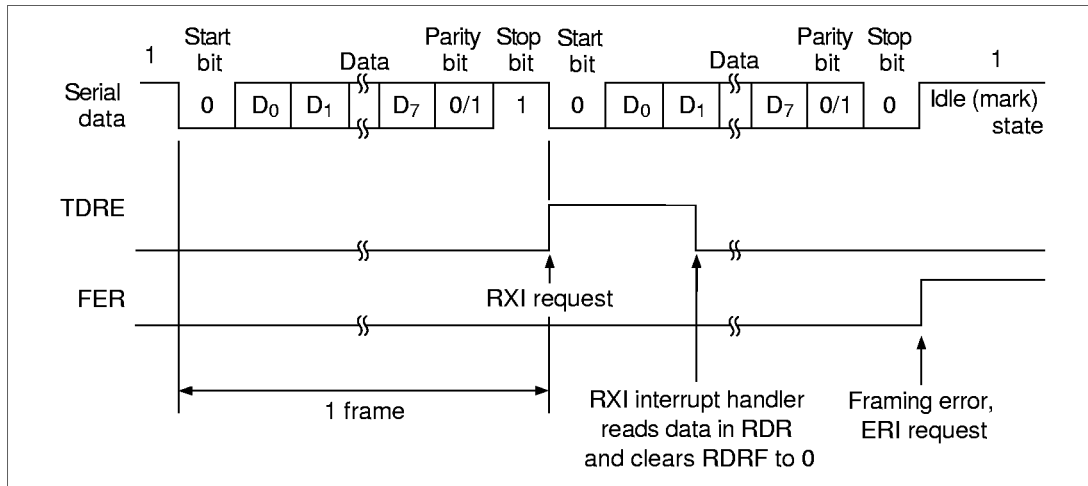 1
Start bit
Data
Parity bit
Stop bit
Start bit
Data
Parity bit
Stop bit
1
Serial data
0
D0
D1
D7
0/1
1
0
D0
D1
D7
0/1
0
Idle (mark) state
TDRE
FER
RXI request
1 frame
RXI interrupt handler
reads data in RDR
and clears RDRF to 0
Framing error,
ERI request